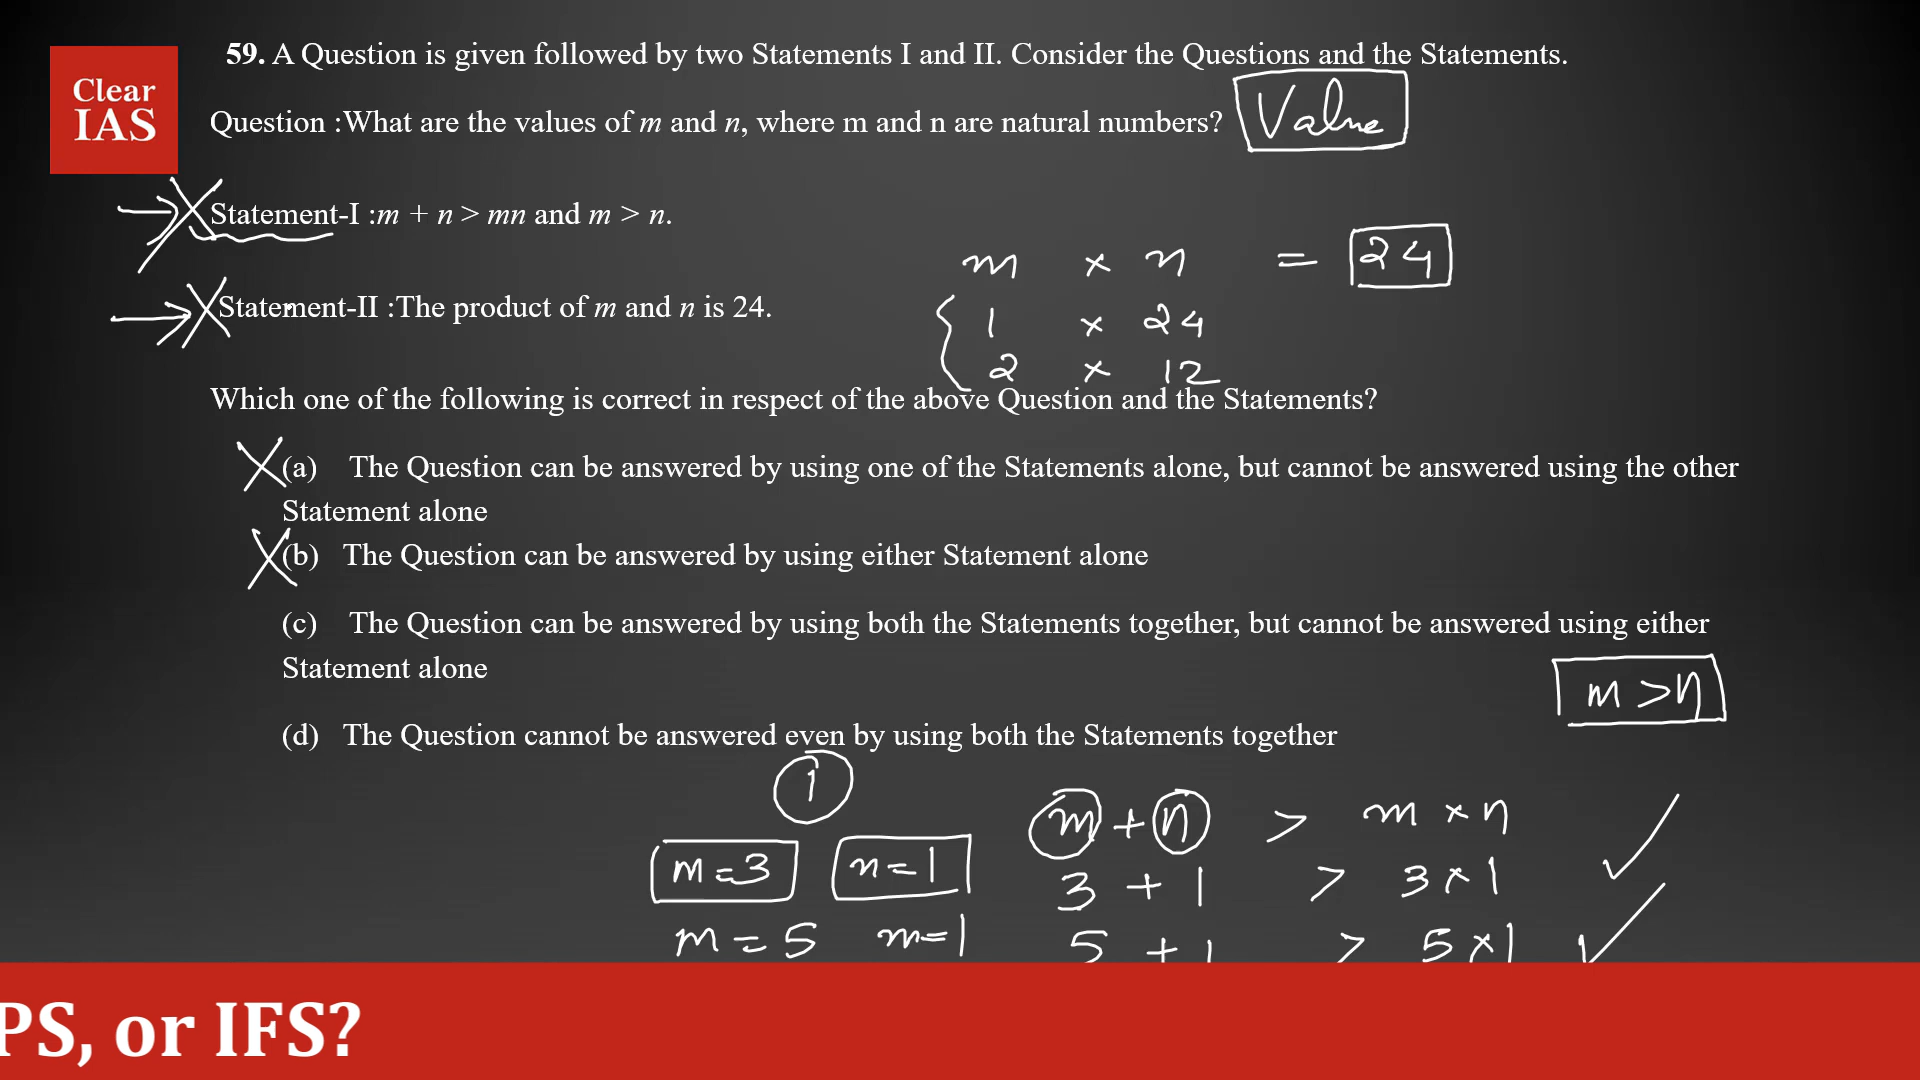 Clear
IAS
59. A Question is given followed by two Statements I and II. Consider the Questions and the Statements.
Question :What are the values of m and n, where m and n are natural numbers?
Value
Statement-I :m + n > mn and m > n.
m × n = 24
Statement-II :The product of m and n is 24.
1 × 24
2 × 12
Which one of the following is correct in respect of the above Question and the Statements?
(a) The Question can be answered by using one of the Statements alone, but cannot be answered using the other
Statement alone
(b) The Question can be answered by using either Statement alone
(c) The Question can be answered by using both the Statements together, but cannot be answered using either
Statement alone
m > n
(d) The Question cannot be answered even by using both the Statements together
1
m + n > m × n
m = 3 n = 1 3 + 1 > 3 × 1
m = 5 m = 1 5 + 1 > 5 × 1
PS, or IFS?